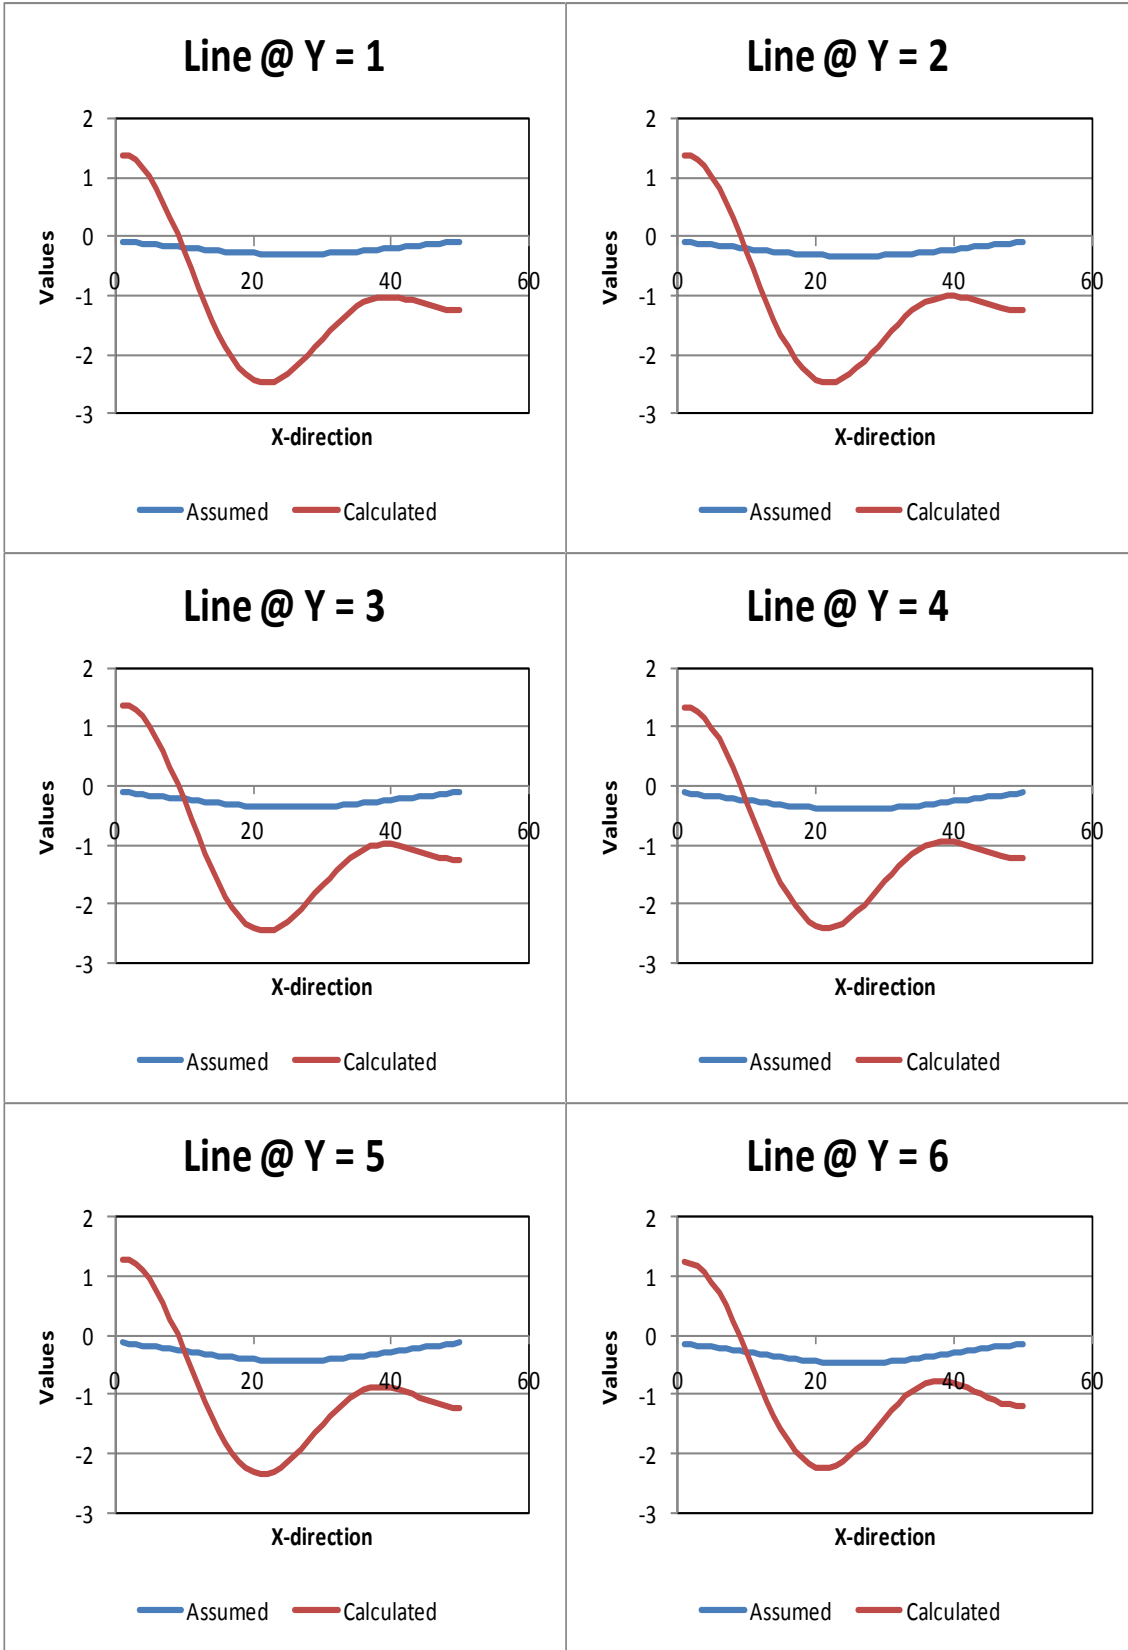 Line @ Y = 1
2
1
0
-1
-2
-3
0
20
40
60
Values
X-direction
Assumed
Calculated
Line @ Y = 2
2
1
0
-1
-2
-3
0
20
40
60
Values
X-direction
Assumed
Calculated
Line @ Y = 3
2
1
0
-1
-2
-3
0
20
40
60
Values
X-direction
Assumed
Calculated
Line @ Y = 4
2
1
0
-1
-2
-3
0
20
40
60
Values
X-direction
Assumed
Calculated
Line @ Y = 5
2
1
0
-1
-2
-3
0
20
40
60
Values
X-direction
Assumed
Calculated
Line @ Y = 6
2
1
0
-1
-2
-3
0
20
40
60
Values
X-direction
Assumed
Calculated